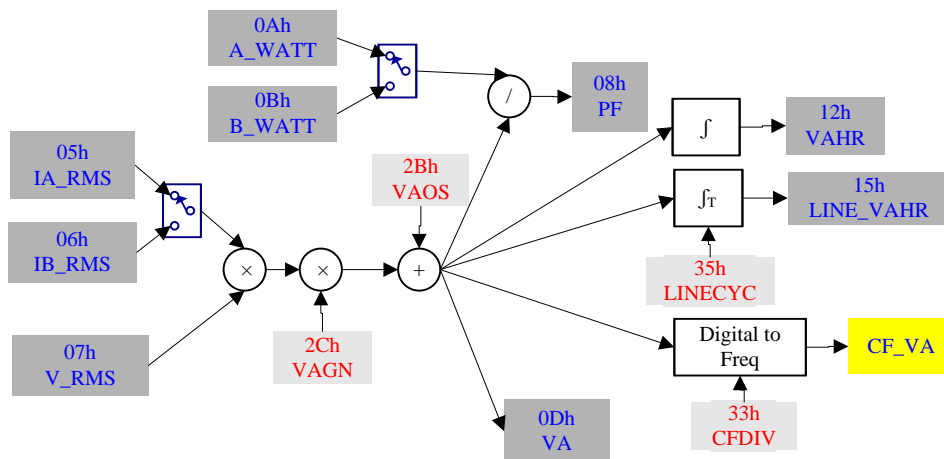 0Ah
A_WATT
0Bh
B_WATT
/
08h
PF
∫
12h
VAHR
05h
IA_RMS
2Bh
VAOS
∫T
15h
LINE_VAHR
06h
IB_RMS
×
×
+
35h
LINECYC
07h
V_RMS
2Ch
VAGN
Digital to
Freq
CF_VA
0Dh
VA
33h
CFDIV